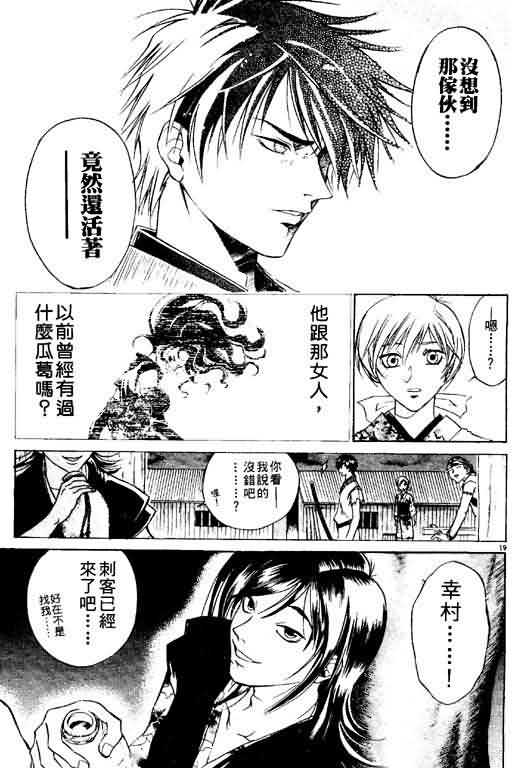 沒想到
那傢伙……
竟然還活著
——
嗯……？
他跟那女人，
以前曾經有過
什麼瓜葛嗎？
你看—
我說的
沒錯吧
………？
19
幸村……！
刺客已經
來了吧……
好在不是
找我……